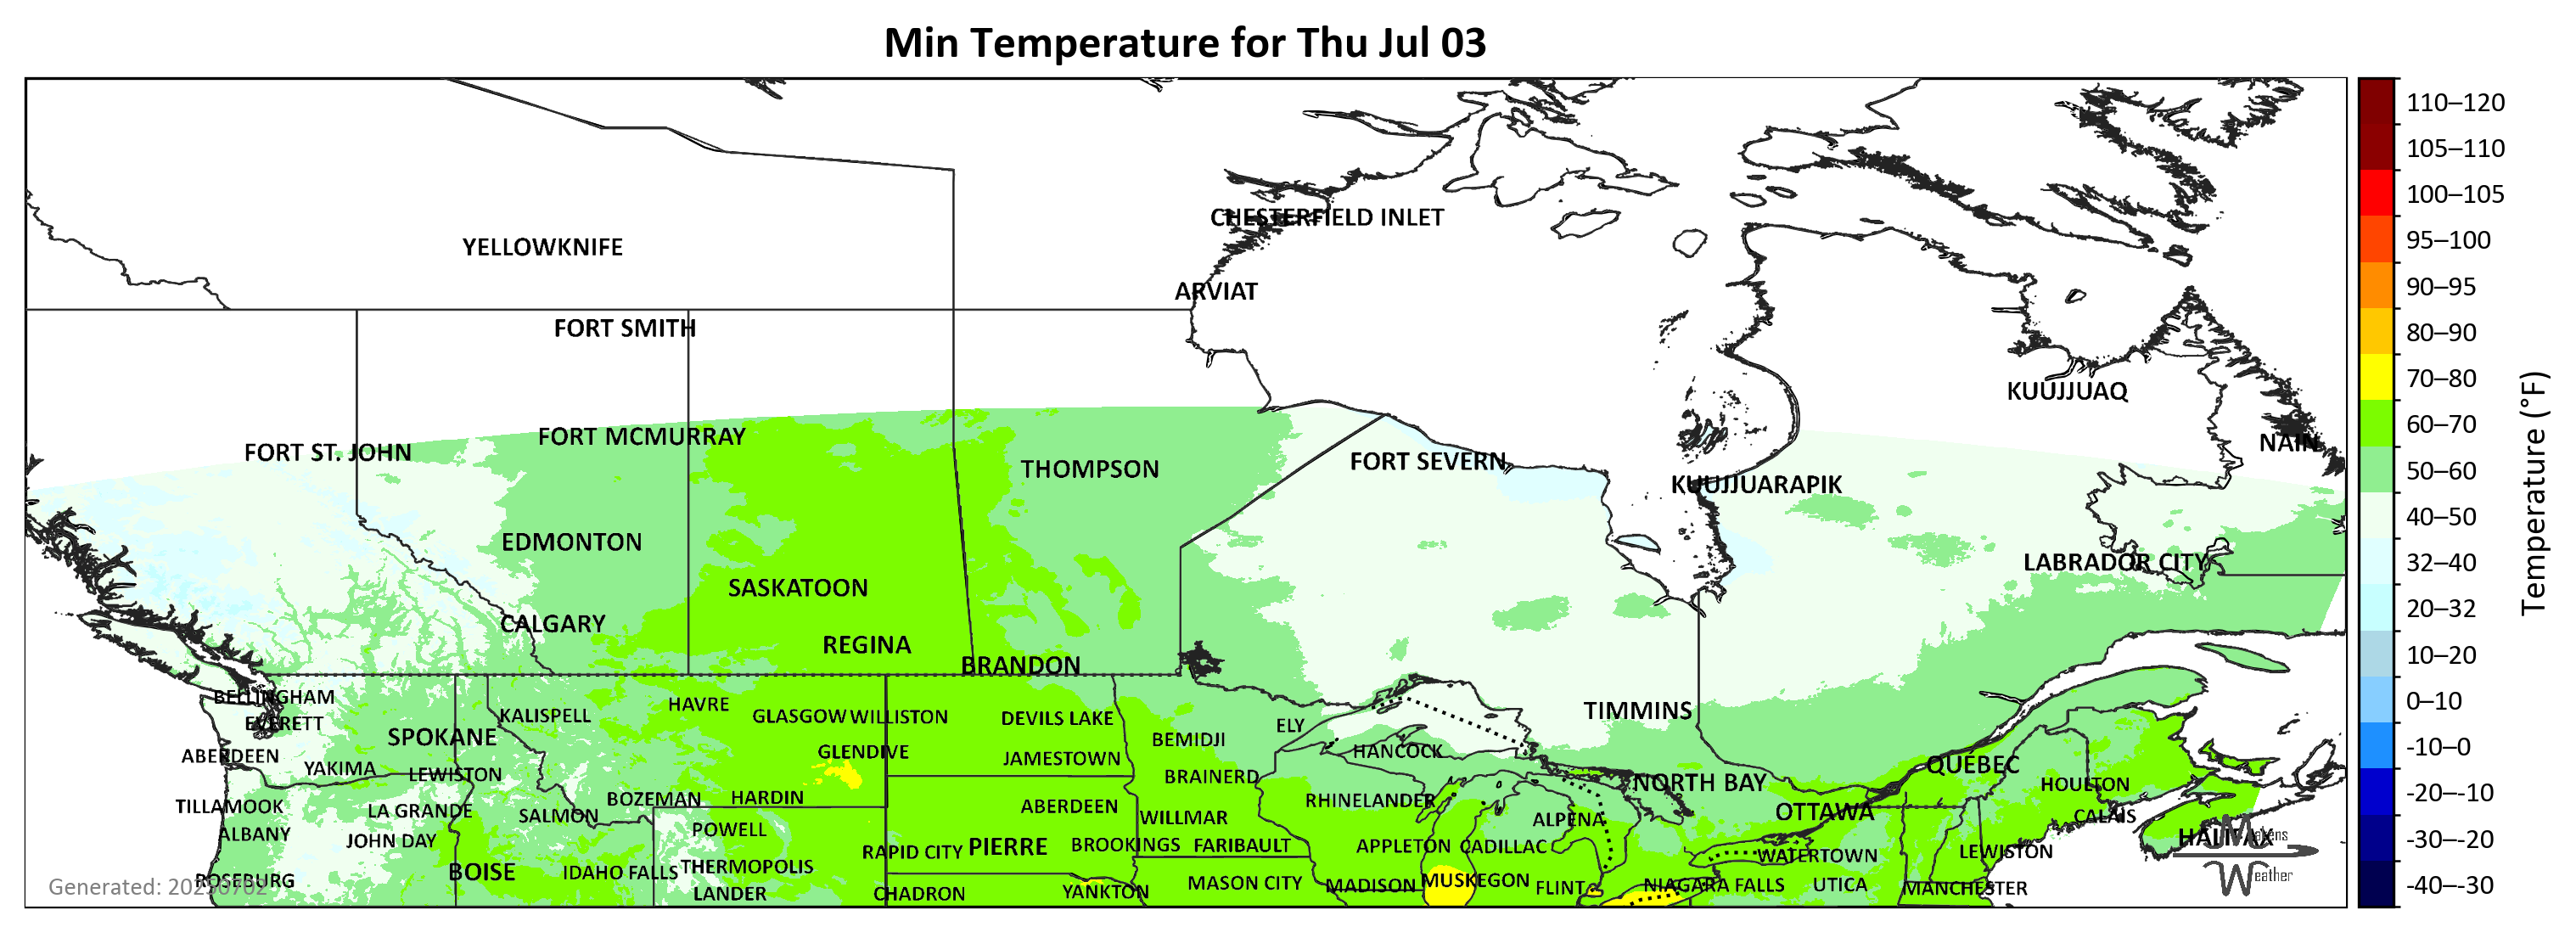 Min Temperature for Thu Jul 03
110–120
105–110
100–105
95–100
90–95
80–90
70–80
60–70
50–60
40–50
32–40
20–32
10–20
0–10
-10–0
-20–-10
-30–-20
-40–-30
Temperature (°F)
CHESTERFIELD INLET
YELLOWKNIFE
ARVIAT
FORT SMITH
KUUJJUAQ
FORT MCMURRAY
NAIN
FORT ST. JOHN
FORT SEVERN
THOMPSON
KUUJJUARAPIK
EDMONTON
LABRADOR CITY
SASKATOON
CALGARY
REGINA
BRANDON
BELLINGHAM
HAVRE
TIMMINS
KALISPELL
GLASGOW
WILLISTON
DEVILS LAKE
EVERETT
ELY
SPOKANE
BEMIDJI
GLENDIVE
HANCOCK
ABERDEEN
JAMESTOWN
QUEBEC
YAKIMA
LEWISTON
BRAINERD
NORTH BAY
HOULTON
BOZEMAN
HARDIN
RHINELANDER
TILLAMOOK
ABERDEEN
LA GRANDE
OTTAWA
SALMON
CALAIS
WILLMAR
ALPENA
POWELL
ALBANY
HALIFAX
Makens
JOHN DAY
BROOKINGS
FARIBAULT
APPLETON
CADILLAC
PIERRE
RAPID CITY
LEWISTON
WATERTOWN
THERMOPOLIS
BOISE
IDAHO FALLS
Weather
ROSEBURG
MUSKEGON
MASON CITY
MADISON
NIAGARA FALLS
UTICA
Generated: 20250702
FLINT
MANCHESTER
YANKTON
LANDER
CHADRON